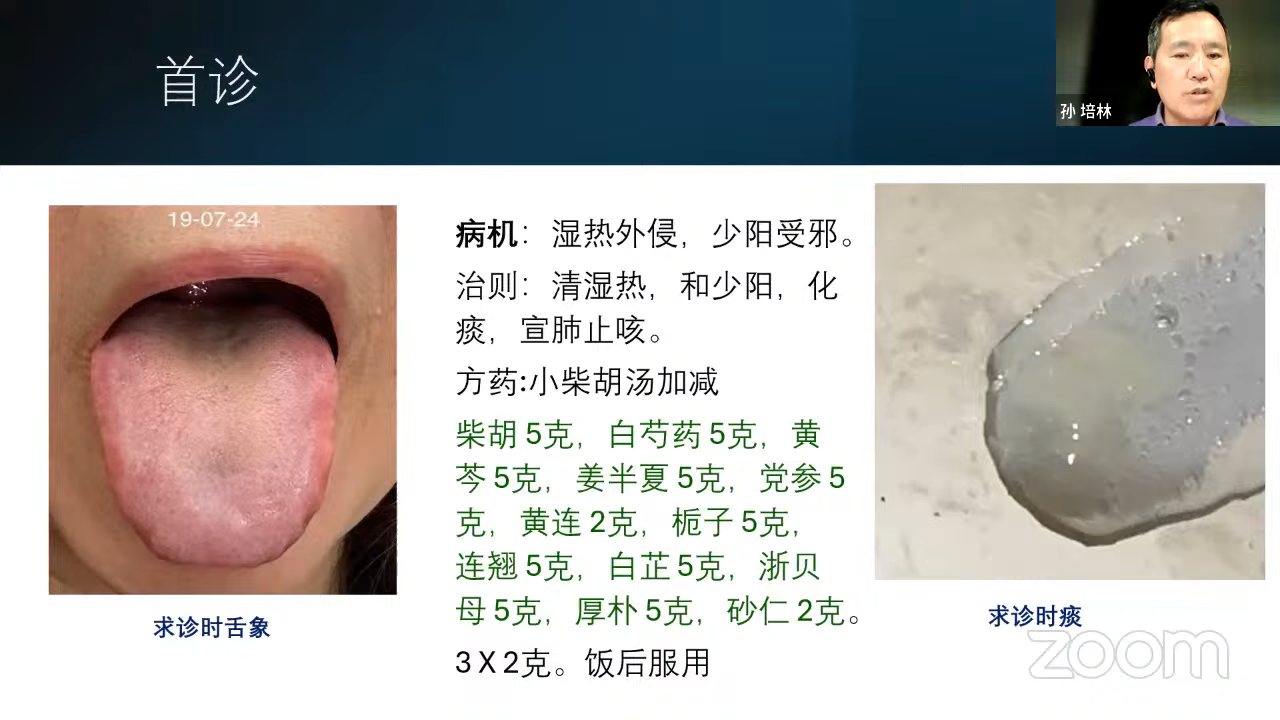 首诊
孙 培林
19-07-24
病机：湿热外侵，少阳受邪。
治则：清湿热，和少阳，化
痰，宣肺止咳。
方药:小柴胡汤加减
柴胡 5克，白芍药 5克，黄
芩 5克，姜半夏 5克，党参 5
克，黄连 2克，栀子 5克，
连翘 5克，白芷 5克，浙贝
母 5克，厚朴 5克，砂仁 2克。
3 X 2克。饭后服用
求诊时舌象
求诊时痰
zoom